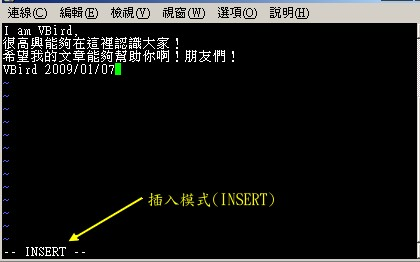 連線(C) 編輯(E) 檢視(V) 視窗(W) 選項(O) 說明(H)
I am VBird,
很高興能夠在這裡認識大家！
希望我的文章能夠幫助你啊！朋友們！
VBird 2009/01/07
~
~
~
~
~
~
~
~
~
~
~
插入模式(INSERT)
-- INSERT --